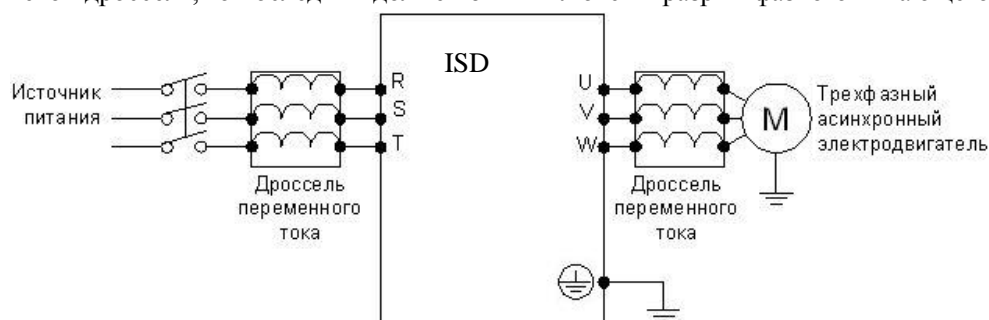 ISD
Источник
питания
R
S
T
U
V
W
M
Трехфазный
асинхронный
электродвигатель
Дроссель
переменного
тока
Дроссель
переменного
тока